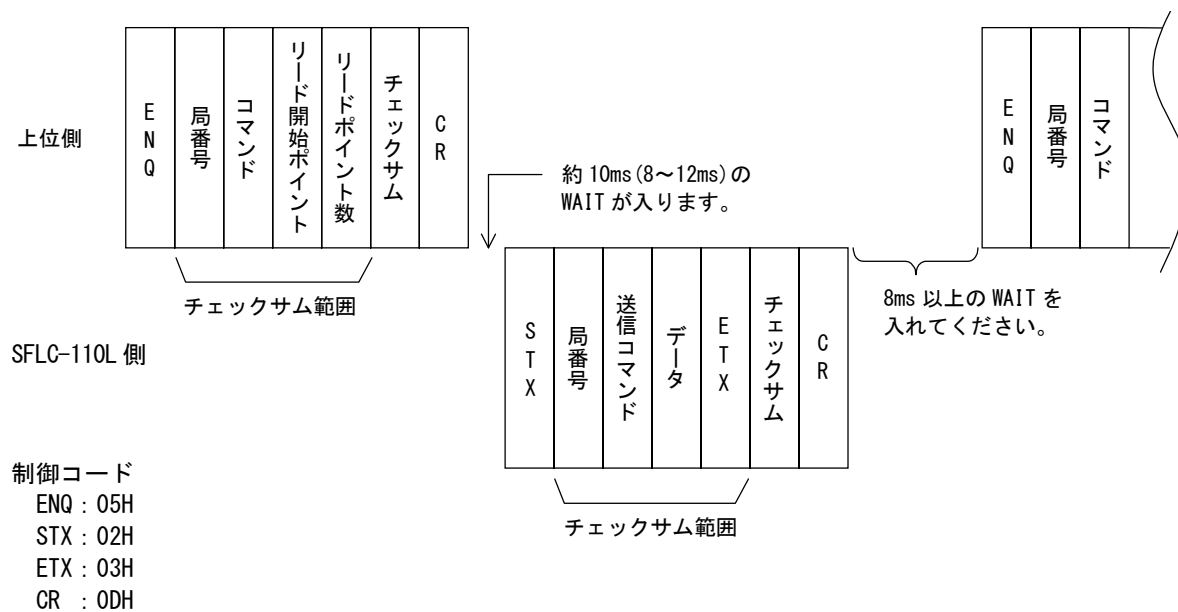 上位側
ENQ
局番号
コマンド
リード開始ポイント
リードポイント数
チェックサム
CR
チェックサム範囲
約10ms(8～12ms)の
WAITが入ります。
ENQ
局番号
コマンド
8ms以上のWAITを
入れてください。
SFLC-110L側
STX
局番号
送信コマンド
データ
ETX
チェックサム
CR
チェックサム範囲
制御コード
ENQ：05H
STX：02H
ETX：03H
CR ：0DH